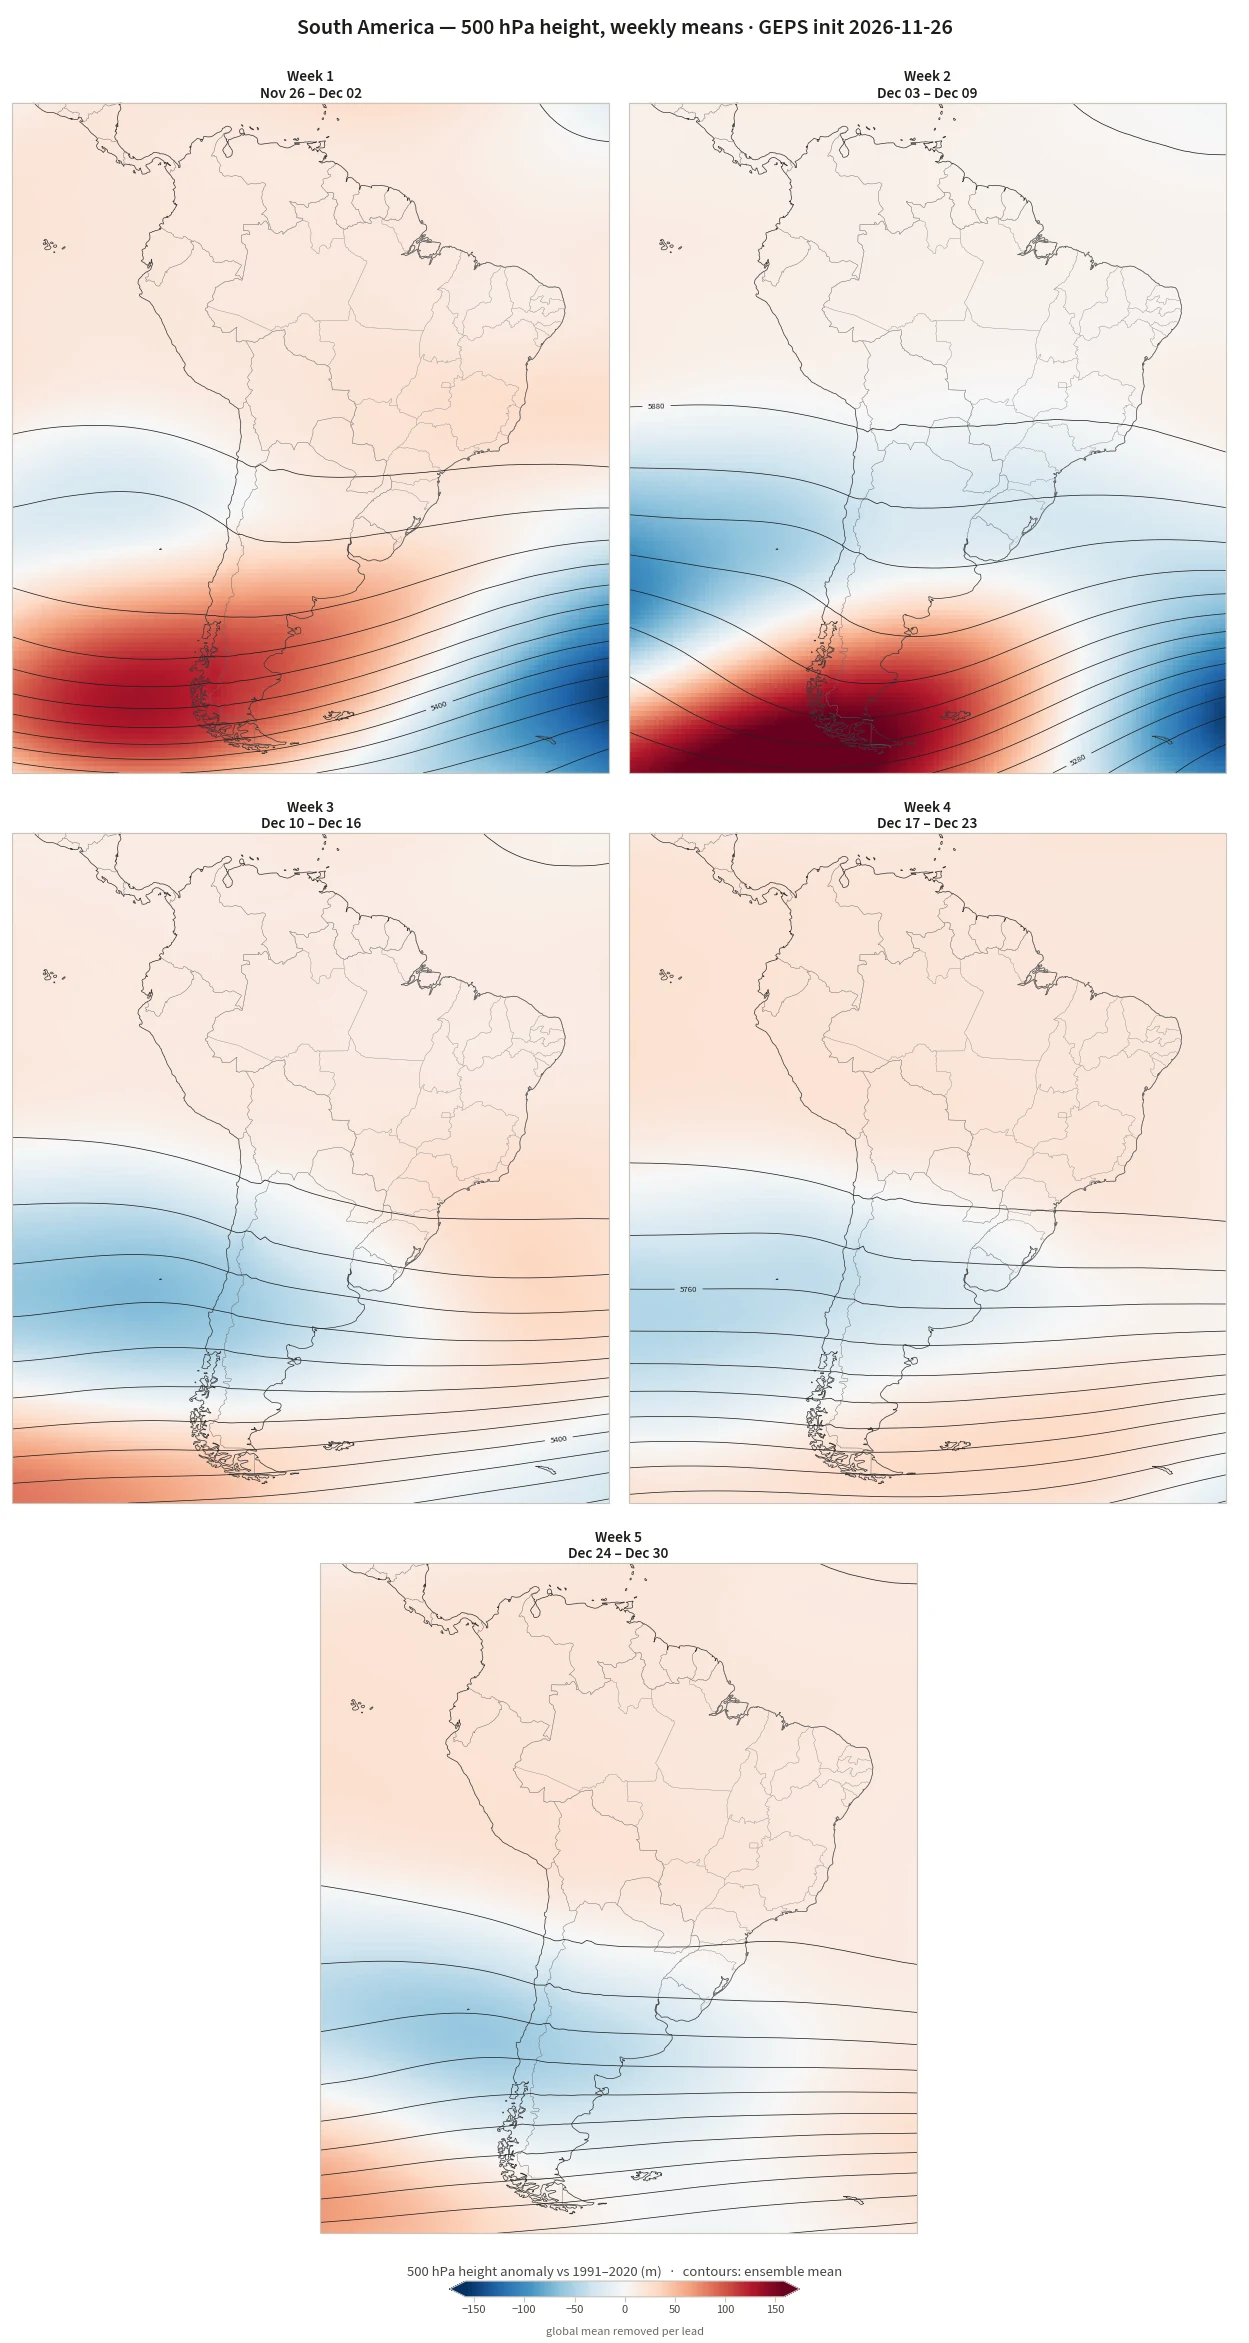 South America — 500 hPa height, weekly means · GEPS init 2026-11-26
Week 1
Nov 26 – Dec 02
5400
Week 2
Dec 03 – Dec 09
5880
5280
Week 3
Dec 10 – Dec 16
5400
Week 4
Dec 17 – Dec 23
5760
Week 5
Dec 24 – Dec 30
500 hPa height anomaly vs 1991–2020 (m) · contours: ensemble mean
−150 −100 −50 0 50 100 150
global mean removed per lead